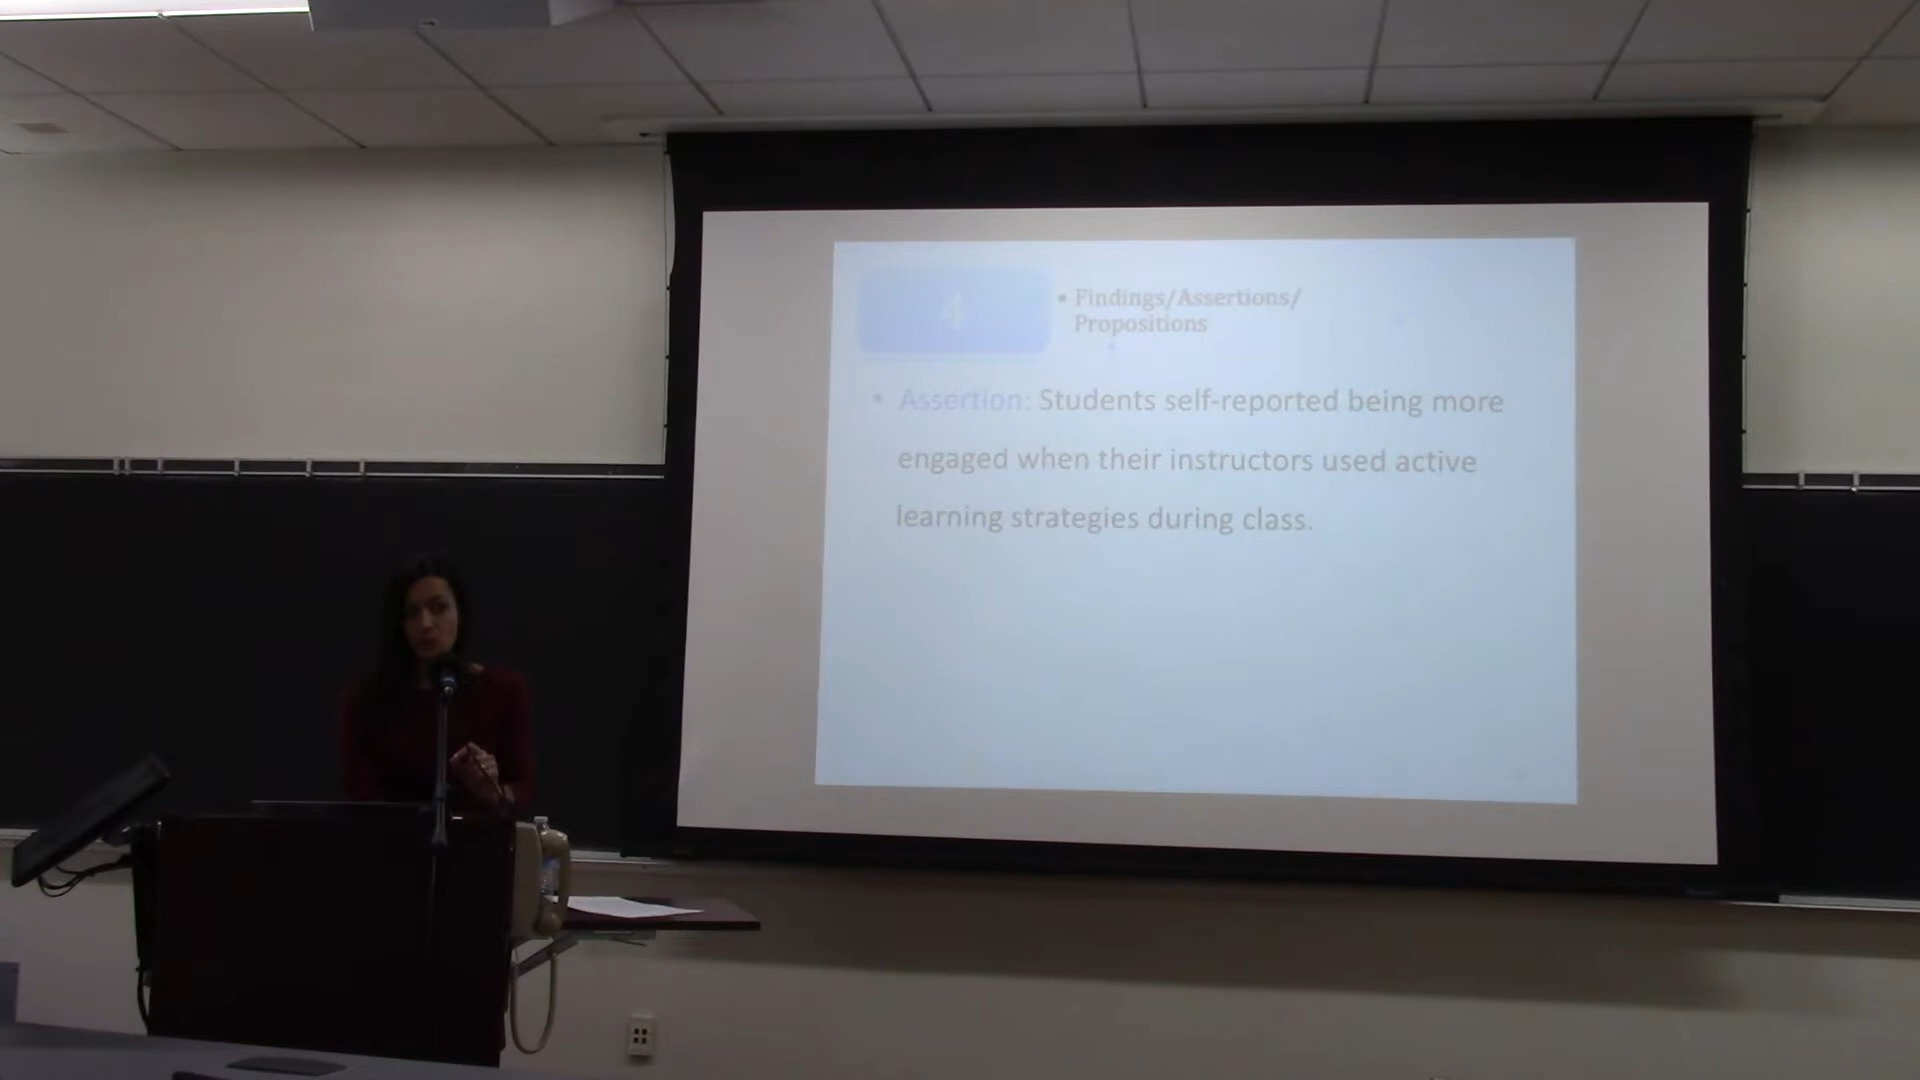 4
• Findings/Assertions/
Propositions
• Assertion: Students self-reported being more
engaged when their instructors used active
learning strategies during class.